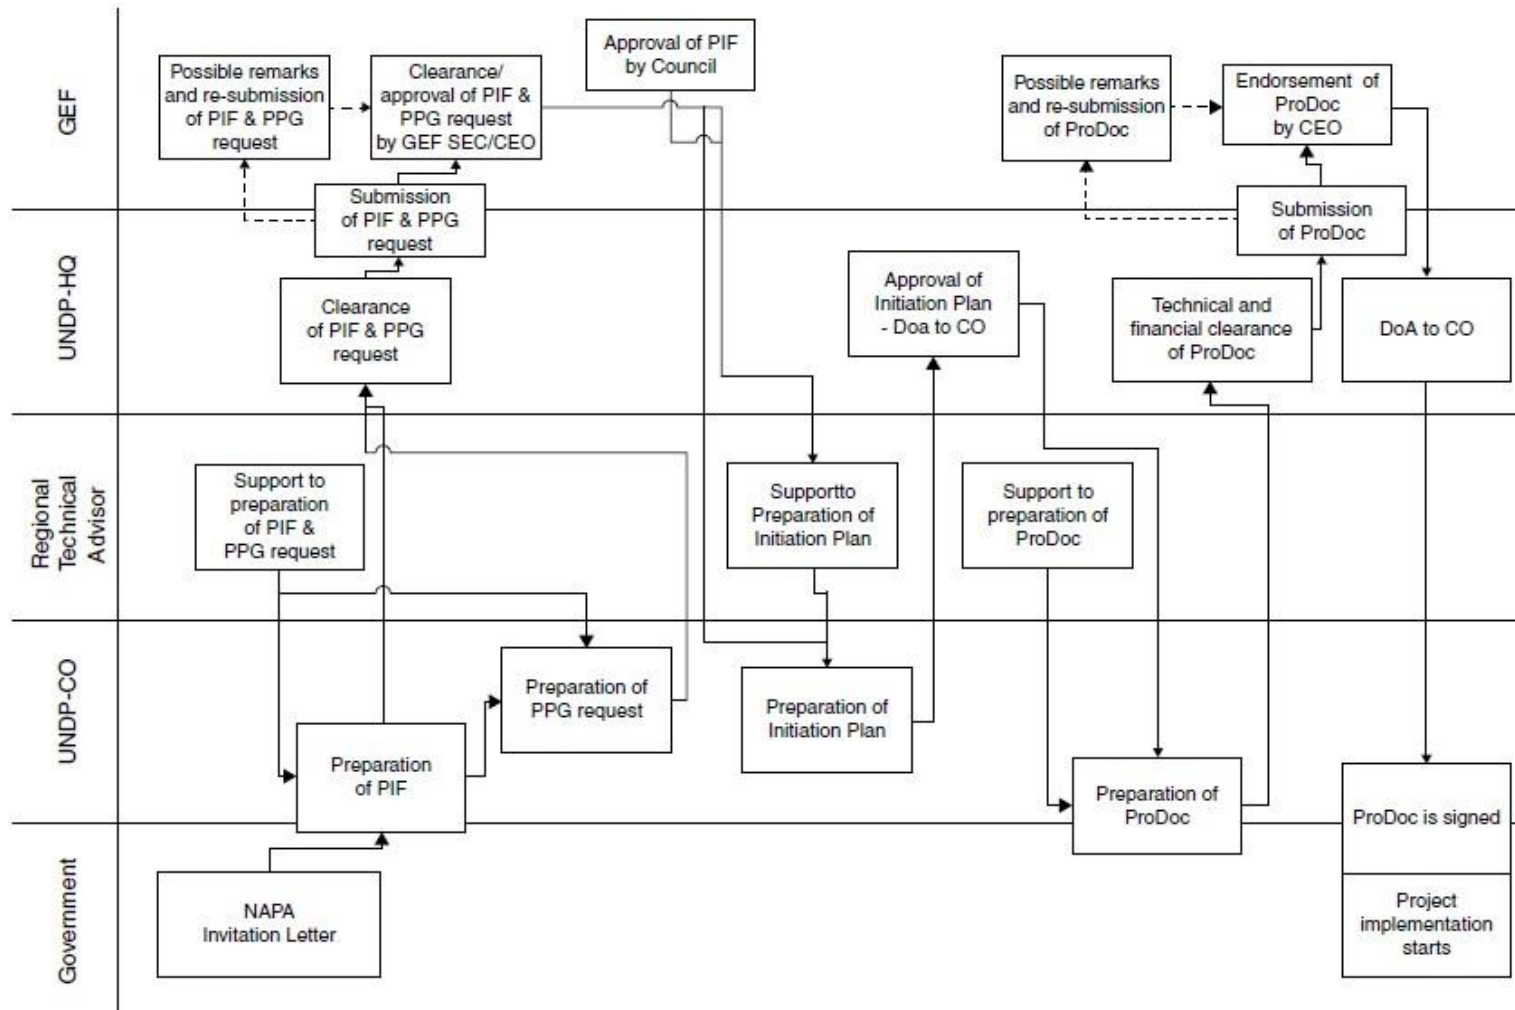 GEF
Possible remarks
and re-submission
of PIF & PPG
request
Clearance/
approval of PIF &
PPG request
by GEF SEC/CEO
Approval of PIF
by Council
Possible remarks
and re-submission
of ProDoc
Endorsement of
ProDoc
by CEO
Submission
of PIF & PPG
request
Submission
of ProDoc
UNDP-HQ
Clearance
of PIF & PPG
request
Approval of
Initiation Plan
- Doa to CO
Technical and
financial clearance
of ProDoc
DoA to CO
Regional
Technical
Advisor
Support to
preparation
of PIF &
PPG request
Supportto
Preparation of
Initiation Plan
Support to
preparation of
ProDoc
UNDP-CO
Preparation
of PIF
Preparation of
PPG request
Preparation of
Initiation Plan
Preparation of
ProDoc
ProDoc is signed
Government
NAPA
Invitation Letter
Project
implementation
starts